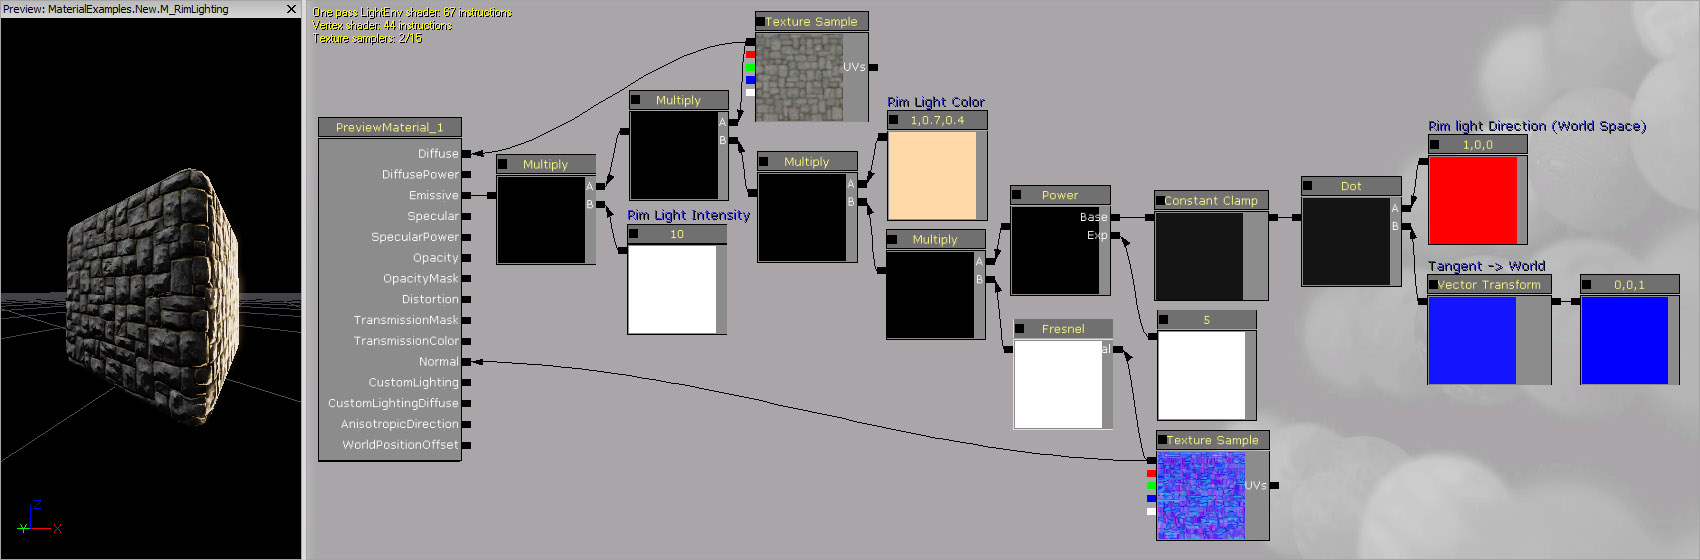 Preview: MaterialExamples.New.M_RimLighting
One pass LightEnv shader: 67 instructions
Vertex shader: 44 instructions
Texture samplers: 2/15
PreviewMaterial_1
Diffuse
DiffusePower
Emissive
Specular
SpecularPower
Opacity
OpacityMask
Distortion
TransmissionMask
TransmissionColor
Normal
CustomLighting
CustomLightingDiffuse
AnisotropicDirection
WorldPositionOffset
Multiply
A
B
Multiply
A
B
Rim Light Intensity
10
Texture Sample
UVs
Multiply
A
B
Rim Light Color
1,0.7,0.4
Multiply
A
B
Power
Base
Exp
Fresnel
al
Constant Clamp
5
Texture Sample
UVs
Dot
A
B
Rim light Direction (World Space)
1,0,0
Tangent -> World
Vector Transform
0,0,1
Z
Y
X